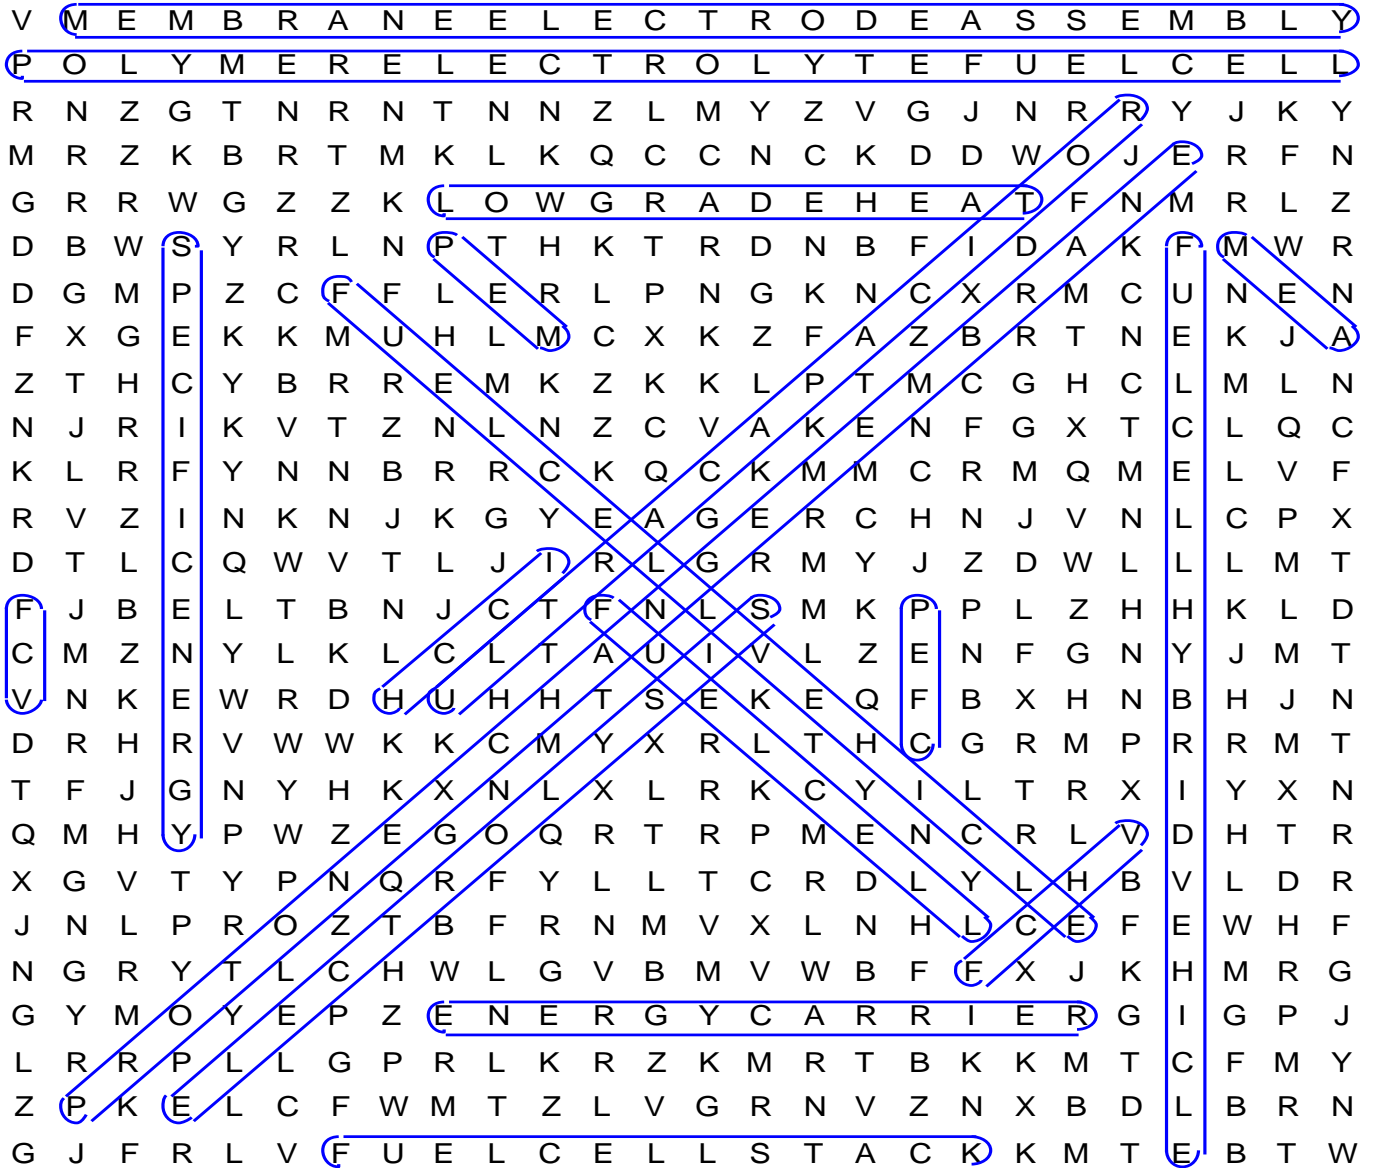 V M E M B R A N E E L E C T R O D E A S S E M B L Y
P O L Y M E R E L E C T R O L Y T E F U E L C E L L
R N Z G T N R N T N N Z L M Y Z V G J N R R Y J K Y
M R Z K B R T M K L K Q C C N C K D D W O J E R F N
G R R W G Z Z K L O W G R A D E H E A T F N M R L Z
D B W S Y R L N P T H K T R D N B F I D A K F M W R
D G M P Z C F F L E R L P N G K N C X R M C U N E N
F X G E K K M U H L M C X K Z F A Z B R T N E K J A
Z T H C Y B R R E M K Z K K L P T M C G H C L M L N
N J R I K V T Z N L N Z C V A K E N F G X T C L Q C
K L R F Y N N B R R C K Q C K M M C R M Q M E L V F
R V Z I N K N J K G Y E A G E R C H N J V N L C P X
D T L C Q W V T L J I R L G R M Y J Z D W L L L M T
F J B E L T B N J C T F N L S M K P P L Z H H K L D
C M Z N Y L K L C L T A U I V L Z E N F G N Y J M T
V N K E W R D H U H H T S E K E Q F B X H N B H J N
D R H R V W W K K C M Y X R L T H C G R M P R R M T
T F J G N Y H K X N L X L R K C Y I L T R X I Y X N
Q M H Y P W Z E G O Q R T R P M E N C R L V D H T R
X G V T Y P N Q R F Y L L T C R D L Y L H B V L D R
J N L P R O Z T B F R N M V X L N H L C E F E W H F
N G R Y T L C H W L G V B M V W B F F X J K H M R G
G Y M O Y E P Z E N E R G Y C A R R I E R G I G P J
L R R P L L G P R L K R Z K M R T B K K M T C F M Y
Z P K E L C F W M T Z L V G R N V Z N X B D L B R N
G J F R L V F U E L C E L L S T A C K K M T E B T W